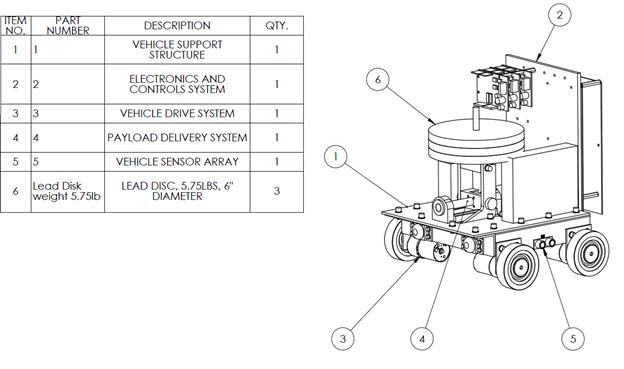 ITEM NO. PART NUMBER DESCRIPTION QTY.
1 1 VEHICLE SUPPORT STRUCTURE 1
2 2 ELECTRONICS AND CONTROLS SYSTEM 1
3 3 VEHICLE DRIVE SYSTEM 1
4 4 PAYLOAD DELIVERY SYSTEM 1
5 5 VEHICLE SENSOR ARRAY 1
6 Lead Disk weight 5.75lb LEAD DISC, 5.75LBS, 6" DIAMETER 3
2
6
1
3
4
5